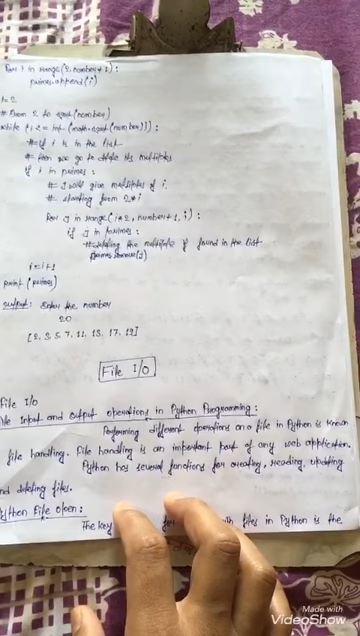 for i in range(2, number+1):
primes.append(i)
i=2
# From 2 to sqrt(number)
while (i<= int (math.sqrt(number))):
# if i is in the list
# then we go to delete its multiples
if i in primes:
# J will give multiples of i,
# starting from 2*i
for J in range(i*2, number+1, i):
if J in primes:
# deleting the multiple if found in the list
primes.remove(J)
i=i+1
print (primes)
output: Enter the number
20
[2, 3, 5, 7, 11, 13, 17, 19]
File I/O
File I/O
File Input and output operations in Python Programming:
Performing different operations on a file in Python is known
file handling. File handling is an important part of any web application.
Python has several functions for creating, reading, updating
and deleting files.
Python File Open:
The key for files in Python is the
Made with
VideoShow